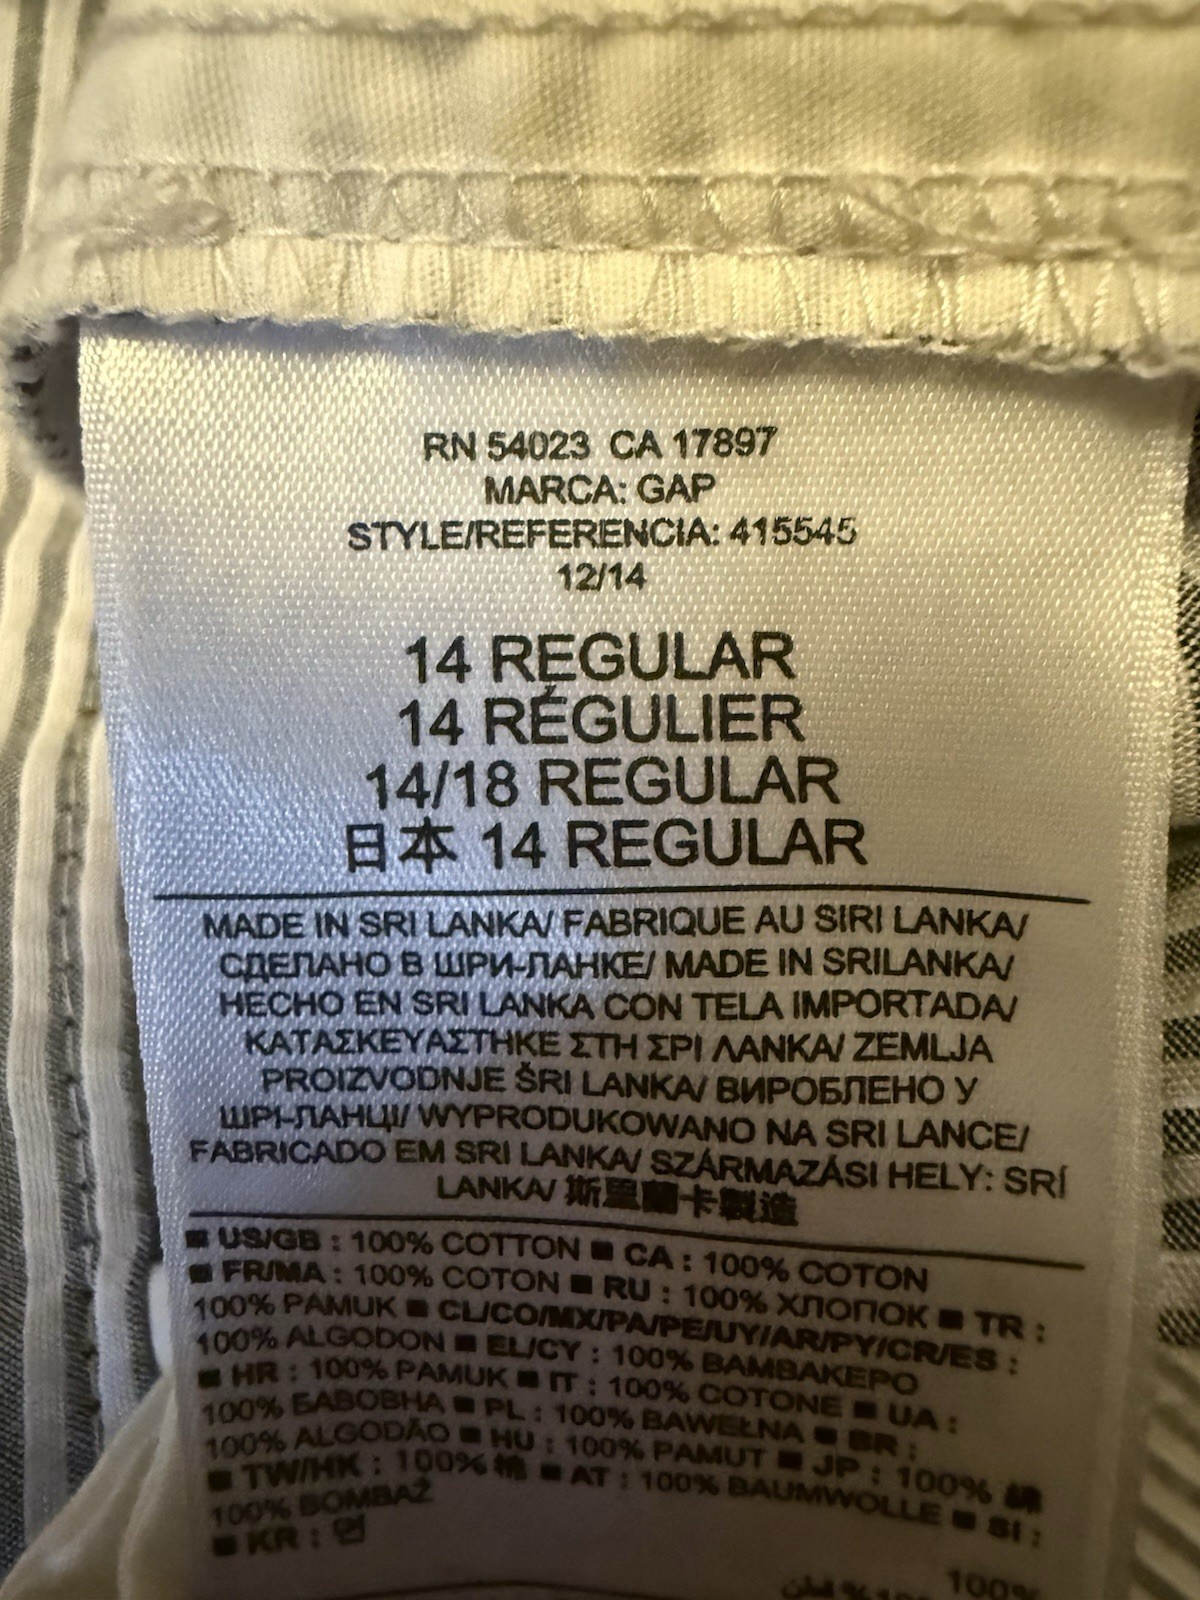 RN 54023 CA 17897
MARCA: GAP
STYLE/REFERENCIA: 415545
12/14
14 REGULAR
14 RÉGULIER
14/18 REGULAR
日本 14 REGULAR
MADE IN SRI LANKA/ FABRIQUE AU SIRI LANKA/
СДЕЛАНО В ШРИ-ЛАНКЕ/ MADE IN SRILANKA/
HECHO EN SRI LANKA CON TELA IMPORTADA/
ΚΑΤΑΣΚΕΥΑΣΤΗΚΕ ΣΤΗ ΣΡΙ ΛΑΝΚΑ/ ZEMLJA
PROIZVODNJE ŠRI LANKA/ ВИРОБЛЕНО У
ШРІ-ЛАНЦІ/ WYPRODUKOWANO NA SRI LANCE/
FABRICADO EM SRI LANKA/ SZÁRMAZÁSI HELY: SRÍ
LANKA/ 斯里蘭卡製造
■ US/GB : 100% COTTON ■ CA : 100% COTON
■ FR/MA : 100% COTON ■ RU : 100% ХЛОПОК ■ TR :
100% PAMUK ■ CL/CO/MX/PA/PE/UY/AR/PY/CR/ES :
100% ALGODON ■ EL/CY : 100% ΒΑΜΒΑΚΕΡΟ
■ HR : 100% PAMUK ■ IT : 100% COTONE ■ UA :
100% БАВОВНА ■ PL : 100% BAWEŁNA ■ BR :
100% ALGODÃO ■ HU : 100% PAMUT ■ JP : 100% 綿
■ TW/HK : 100% 棉 ■ AT : 100% BAUMWOLLE ■ SI :
100% BOMBAŽ
■ KR : 면 100%